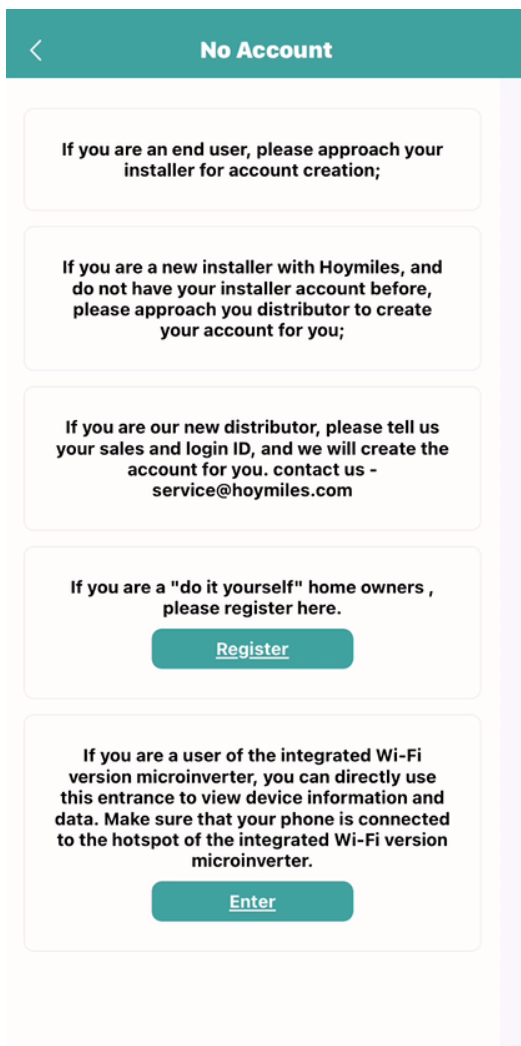 No Account
If you are an end user, please approach your
installer for account creation;
If you are a new installer with Hoymiles, and
do not have your installer account before,
please approach you distributor to create
your account for you;
If you are our new distributor, please tell us
your sales and login ID, and we will create the
account for you. contact us -
service@hoymiles.com
If you are a "do it yourself" home owners ,
please register here.
Register
If you are a user of the integrated Wi-Fi
version microinverter, you can directly use
this entrance to view device information and
data. Make sure that your phone is connected
to the hotspot of the integrated Wi-Fi version
microinverter.
Enter